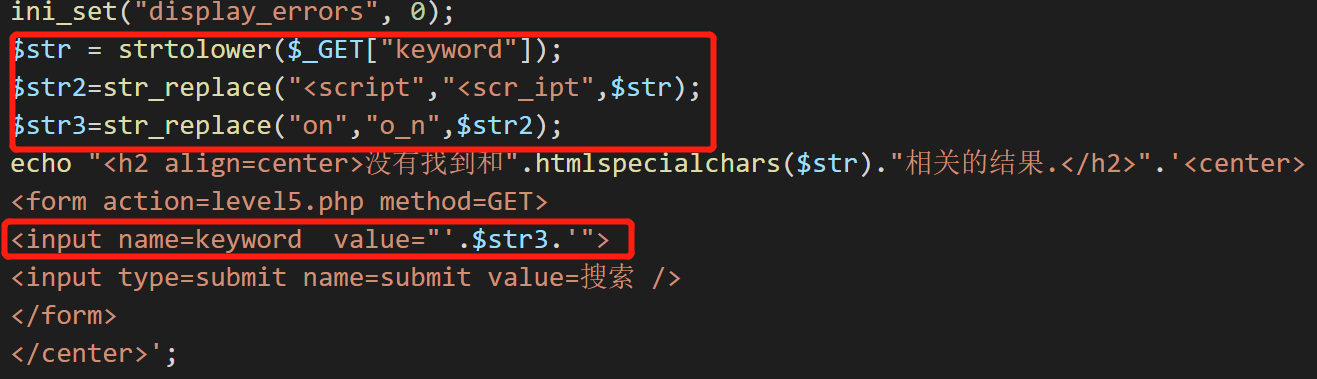 ini_set("display_errors", 0);
$str = strtolower($_GET["keyword"]);
$str2=str_replace("<script","<scr_ipt",$str);
$str3=str_replace("on","o_n",$str2);
echo "<h2 align=center>没有找到和".htmlspecialchars($str)."相关的结果.</h2>".'<center>
<form action=level5.php method=GET>
<input name=keyword  value="'.$str3.'">
<input type=submit name=submit value=搜索 />
</form>
</center>';